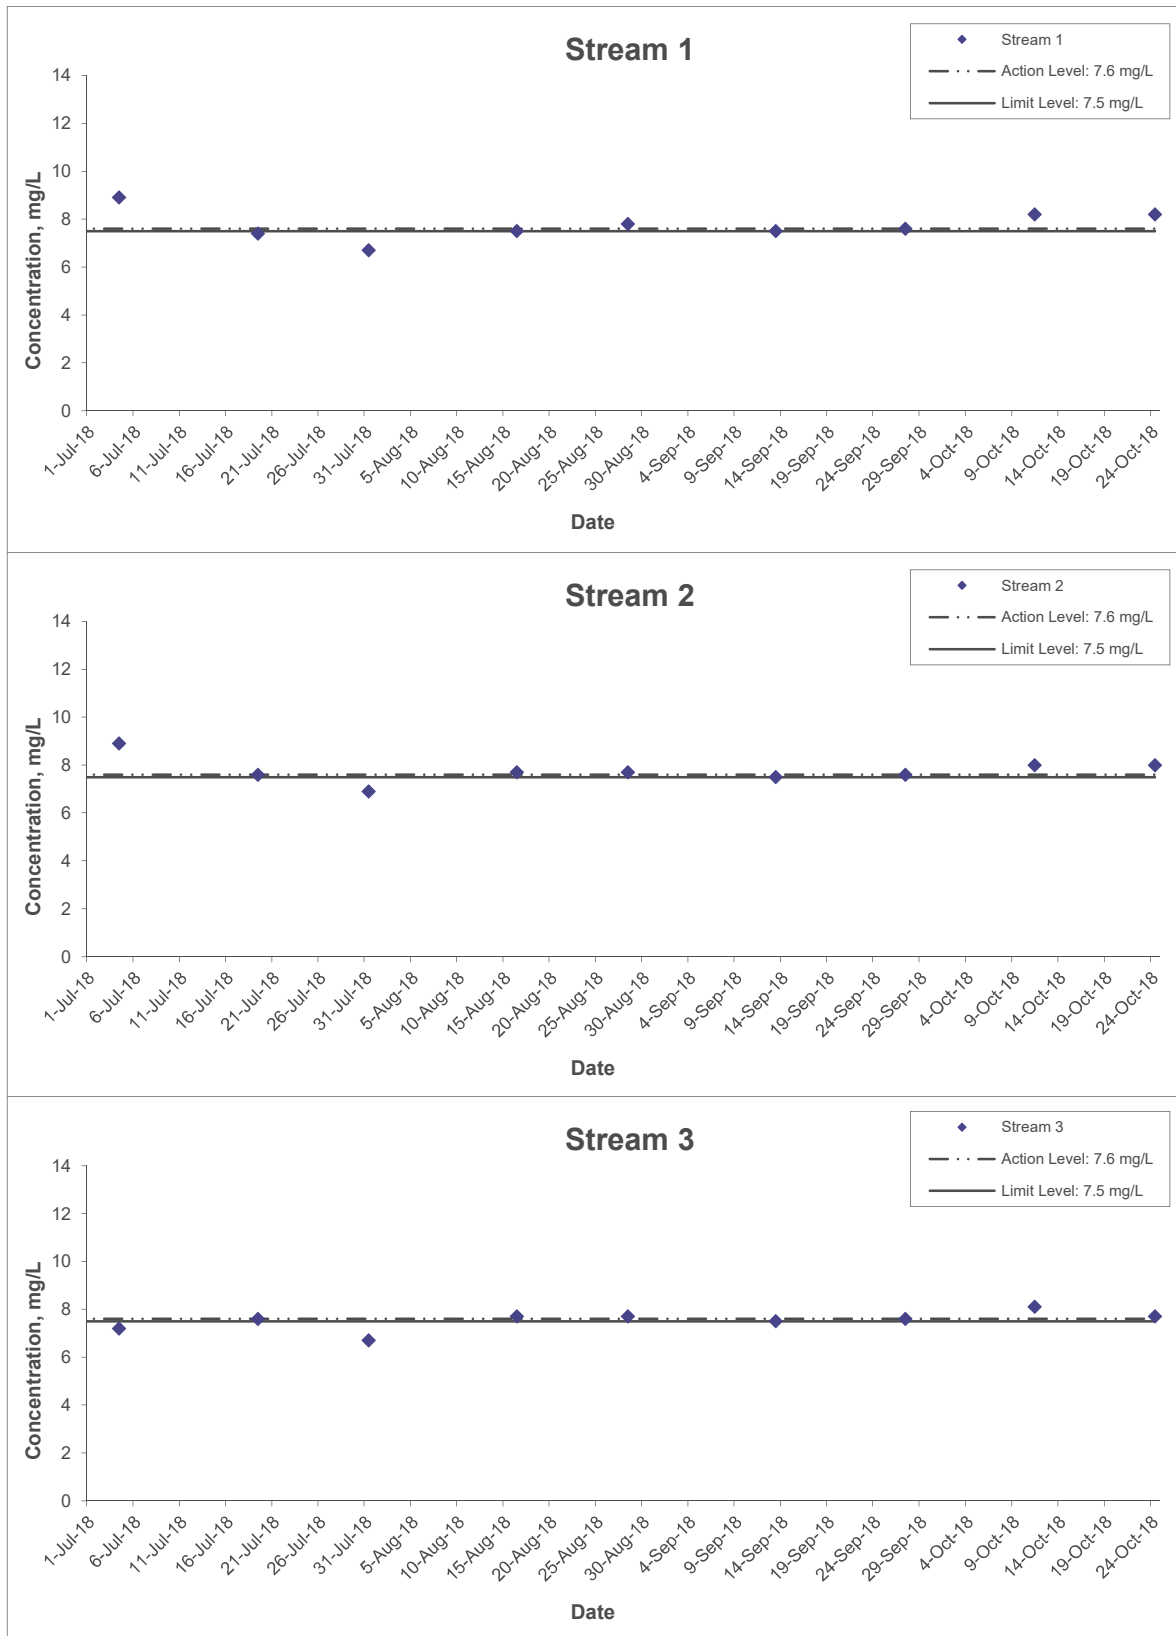 Stream 1
Stream 1
Action Level: 7.6 mg/L
Limit Level: 7.5 mg/L
Concentration, mg/L
14
12
10
8
6
4
2
0
1-Jul-18
6-Jul-18
11-Jul-18
16-Jul-18
21-Jul-18
26-Jul-18
31-Jul-18
5-Aug-18
10-Aug-18
15-Aug-18
20-Aug-18
25-Aug-18
30-Aug-18
4-Sep-18
9-Sep-18
14-Sep-18
19-Sep-18
24-Sep-18
29-Sep-18
4-Oct-18
9-Oct-18
14-Oct-18
19-Oct-18
24-Oct-18
Date
Stream 2
Stream 2
Action Level: 7.6 mg/L
Limit Level: 7.5 mg/L
Concentration, mg/L
14
12
10
8
6
4
2
0
1-Jul-18
6-Jul-18
11-Jul-18
16-Jul-18
21-Jul-18
26-Jul-18
31-Jul-18
5-Aug-18
10-Aug-18
15-Aug-18
20-Aug-18
25-Aug-18
30-Aug-18
4-Sep-18
9-Sep-18
14-Sep-18
19-Sep-18
24-Sep-18
29-Sep-18
4-Oct-18
9-Oct-18
14-Oct-18
19-Oct-18
24-Oct-18
Date
Stream 3
Stream 3
Action Level: 7.6 mg/L
Limit Level: 7.5 mg/L
Concentration, mg/L
14
12
10
8
6
4
2
0
1-Jul-18
6-Jul-18
11-Jul-18
16-Jul-18
21-Jul-18
26-Jul-18
31-Jul-18
5-Aug-18
10-Aug-18
15-Aug-18
20-Aug-18
25-Aug-18
30-Aug-18
4-Sep-18
9-Sep-18
14-Sep-18
19-Sep-18
24-Sep-18
29-Sep-18
4-Oct-18
9-Oct-18
14-Oct-18
19-Oct-18
24-Oct-18
Date